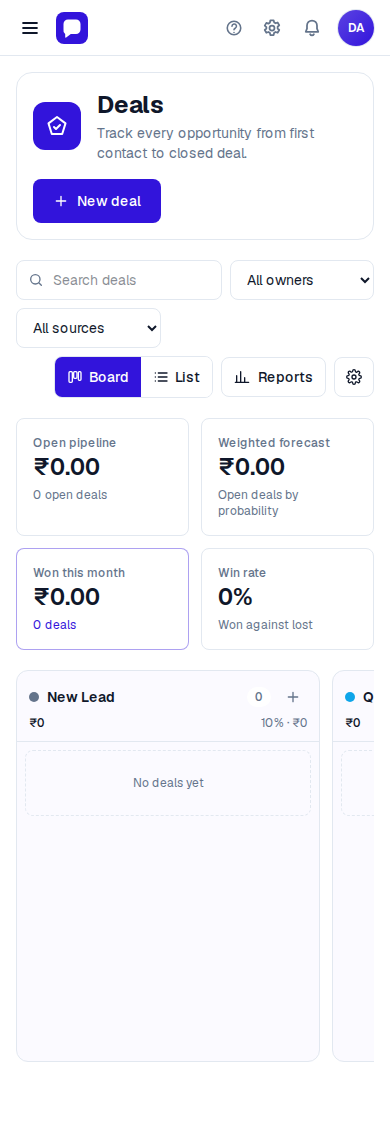 DA
Deals
Track every opportunity from first
contact to closed deal.
New deal
Search deals
All owners
All sources
Board
List
Reports
Open pipeline
₹0.00
0 open deals
Weighted forecast
₹0.00
Open deals by
probability
Won this month
₹0.00
0 deals
Win rate
0%
Won against lost
New Lead
0
₹0
10% · ₹0
No deals yet
₹0